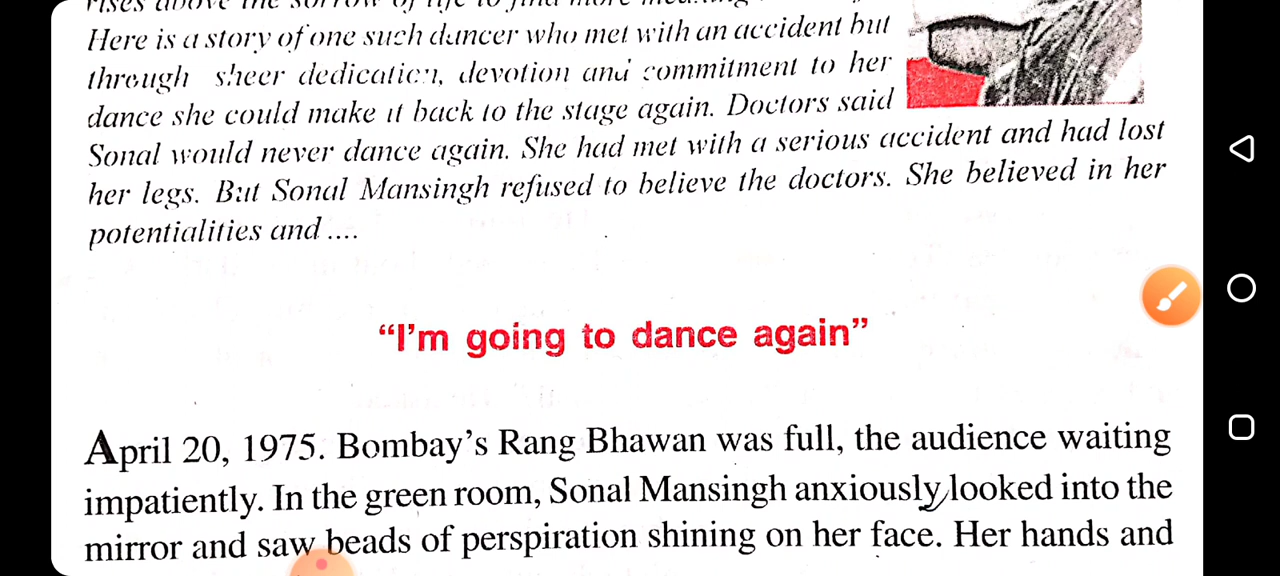 Here is a story of one such dancer who met with an accident but
through sheer dedication, devotion and commitment to her
dance she could make it back to the stage again. Doctors said
Sonal would never dance again. She had met with a serious accident and had lost
her legs. But Sonal Mansingh refused to believe the doctors. She believed in her
potentialities and ....
“I’m going to dance again”
April 20, 1975. Bombay’s Rang Bhawan was full, the audience waiting
impatiently. In the green room, Sonal Mansingh anxiously looked into the
mirror and saw beads of perspiration shining on her face. Her hands and